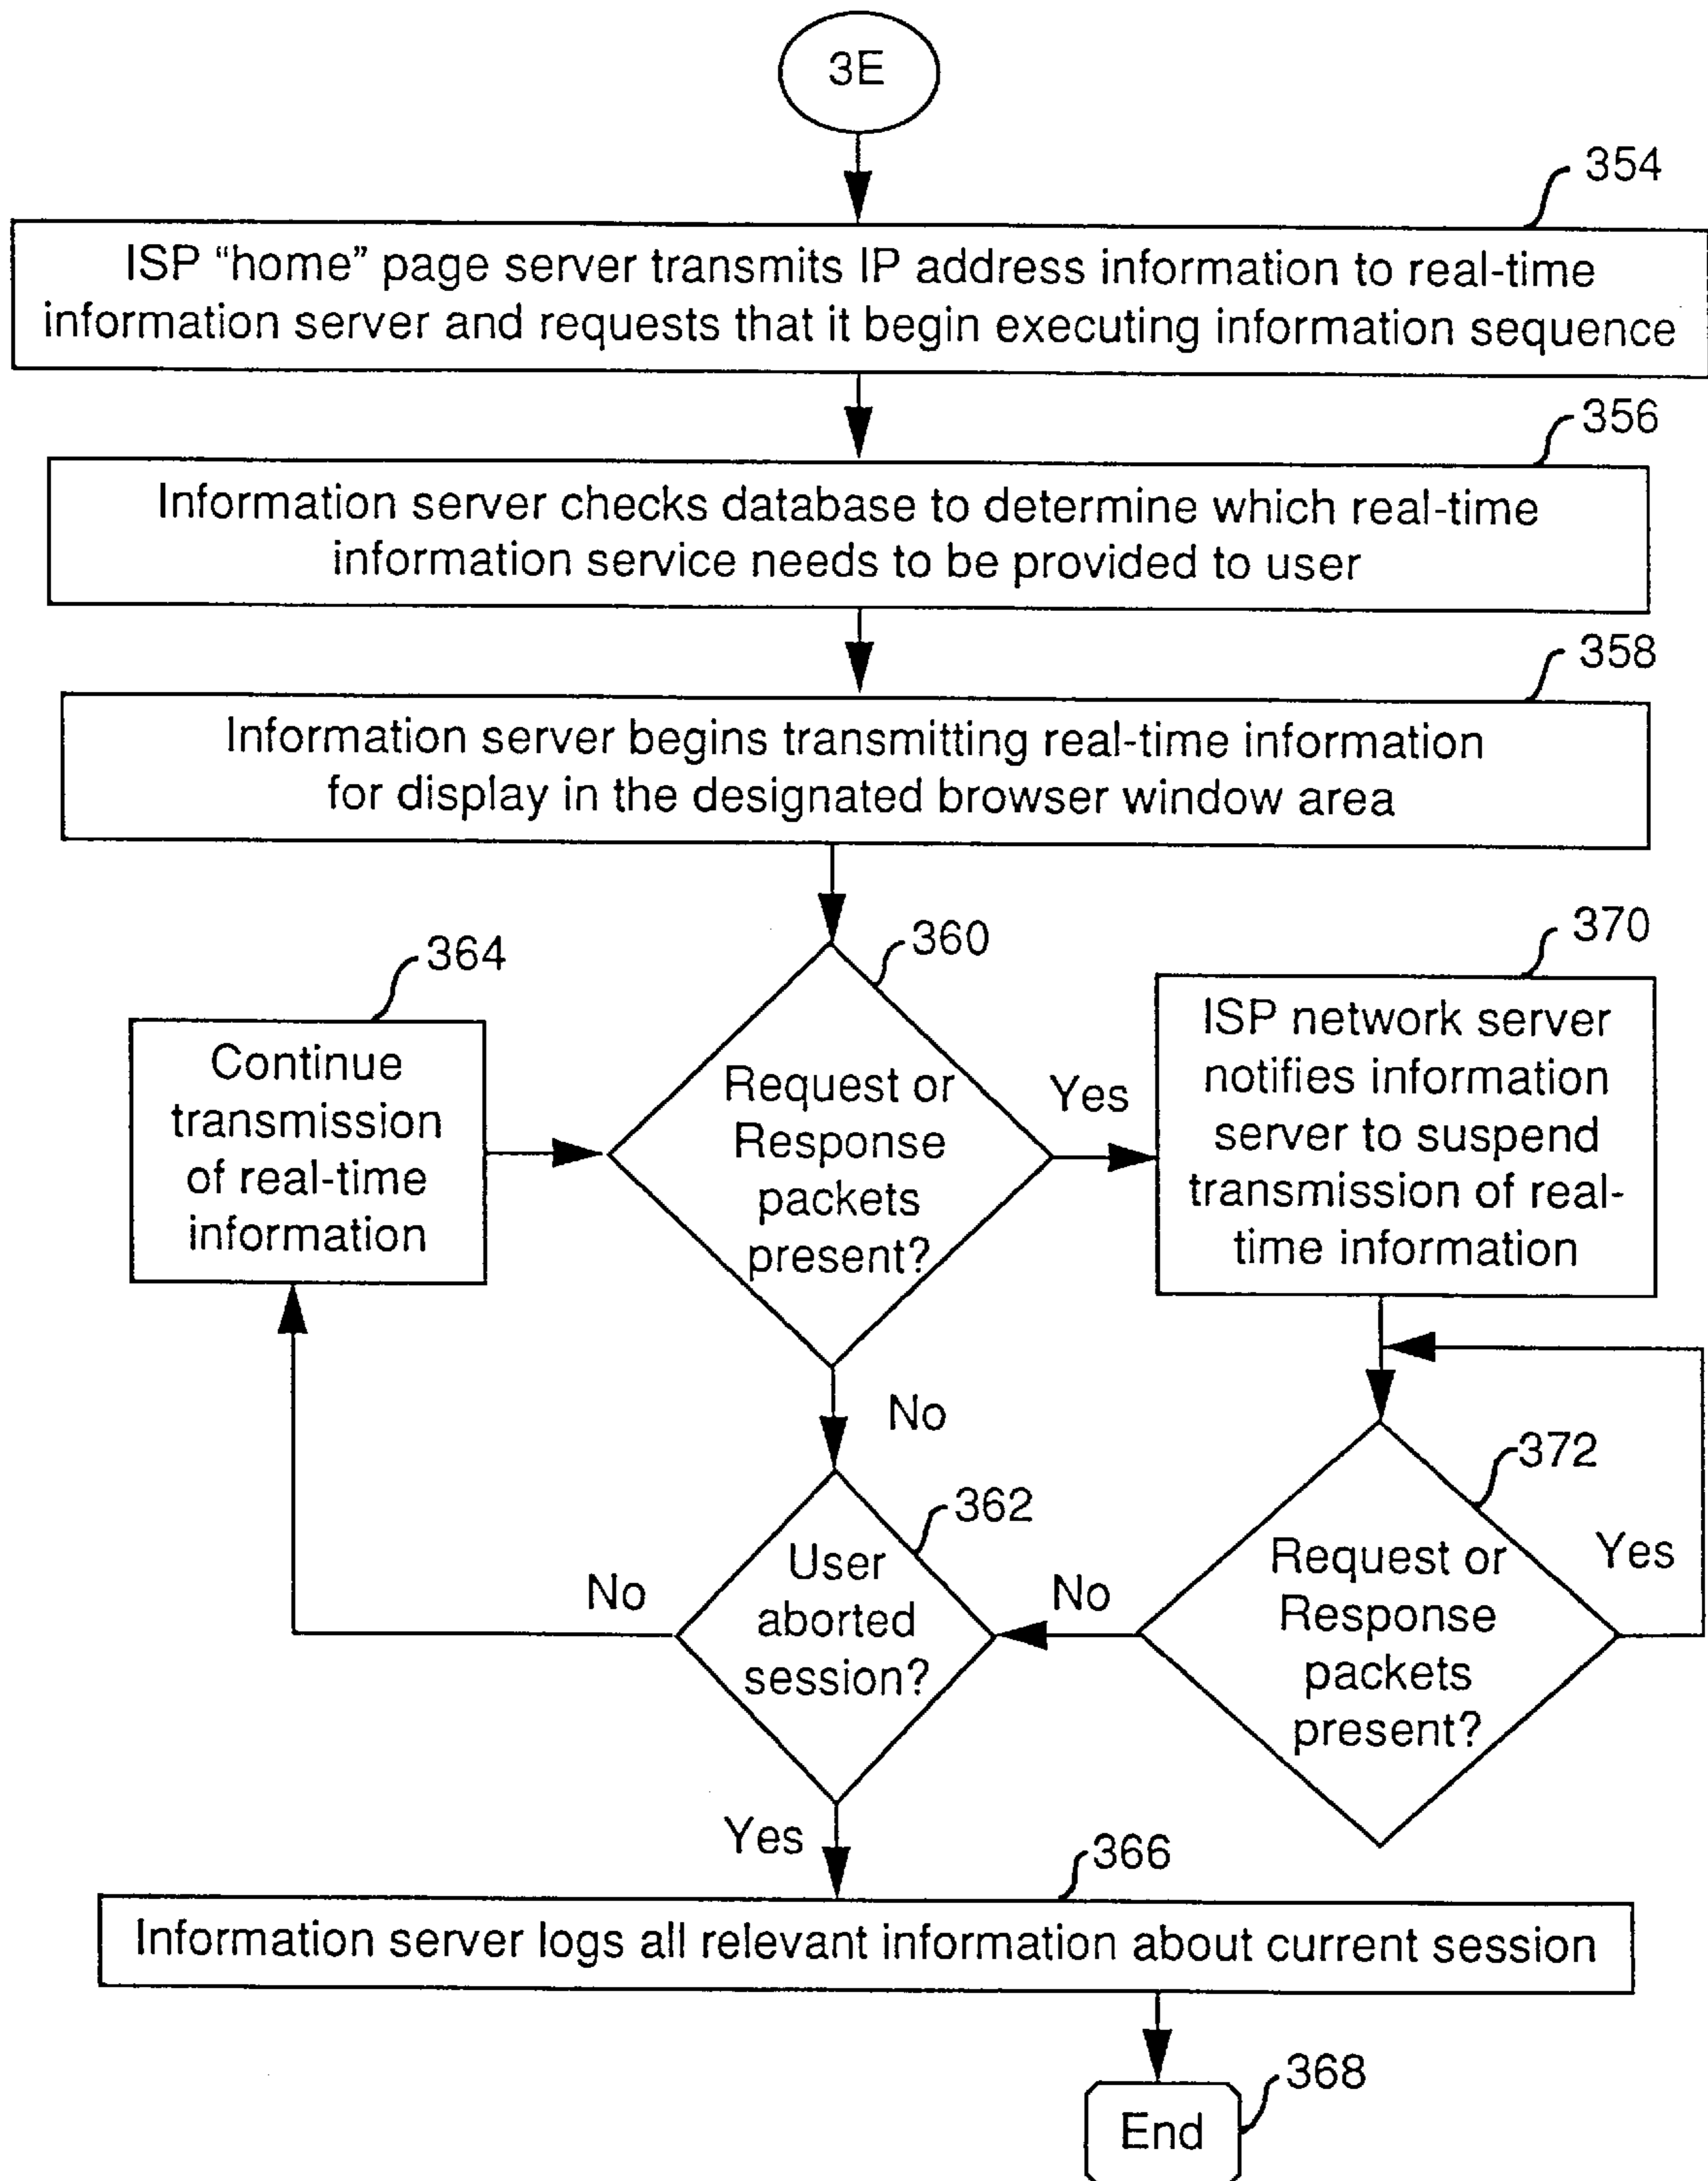 3E
354
ISP “home” page server transmits IP address information to real-time
information server and requests that it begin executing information sequence
356
Information server checks database to determine which real-time
information service needs to be provided to user
358
Information server begins transmitting real-time information
for display in the designated browser window area
360
364
370
Continue
transmission
of real-time
information
Request or
Response
packets
present?
Yes
ISP network server
notifies information
server to suspend
transmission of real-
time information
No
362
372
User
aborted
session?
No
No
Request or
Response
packets
present?
Yes
Yes
366
Information server logs all relevant information about current session
368
End